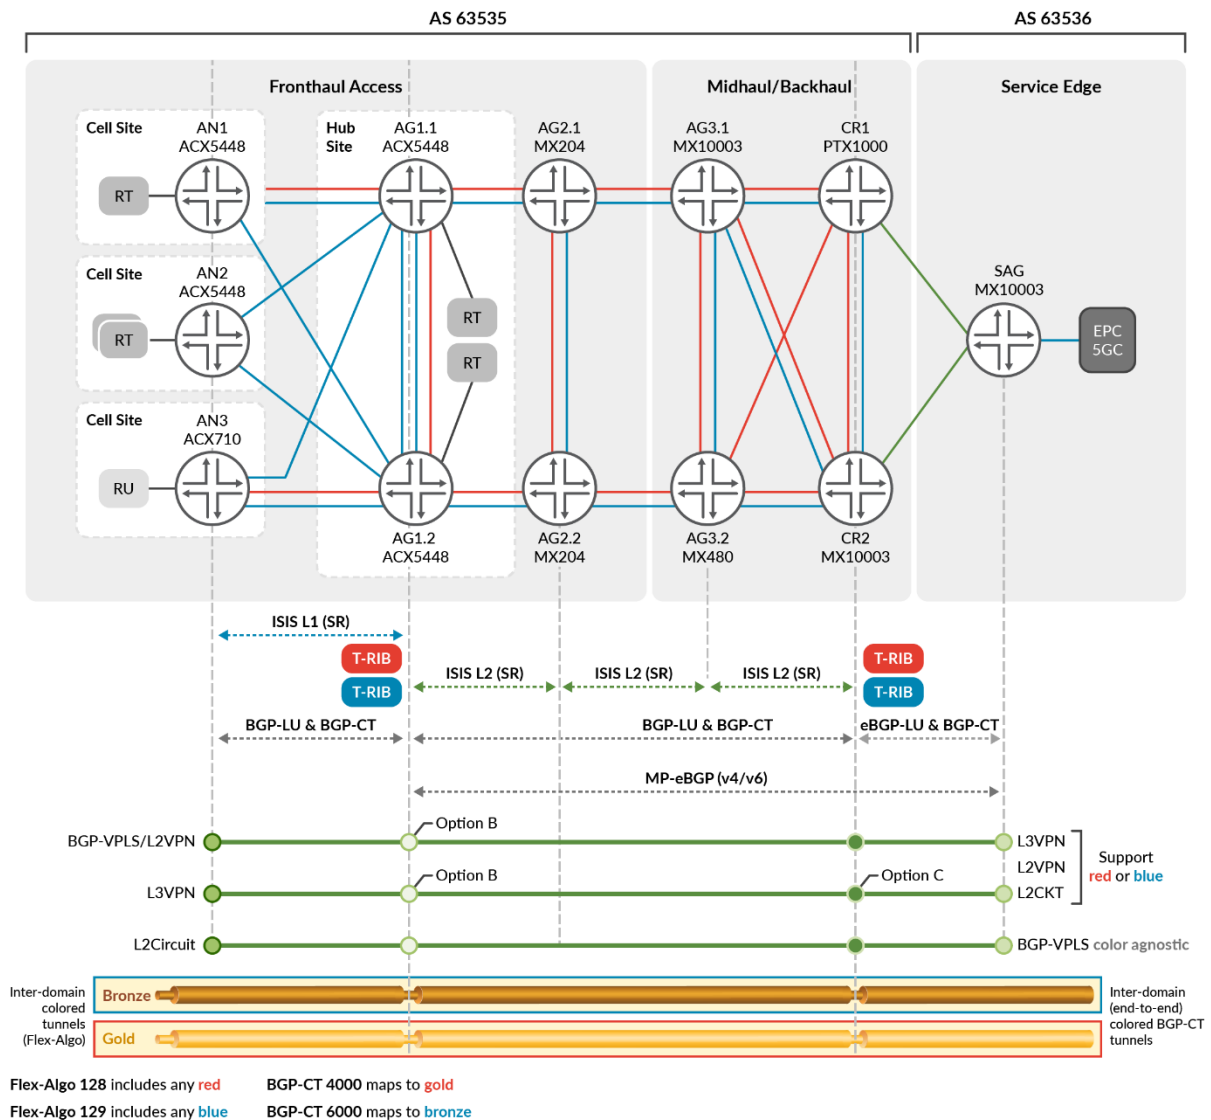 AS 63535
AS 63536
Fronthaul Access
Midhaul/Backhaul
Service Edge
Cell Site
AN1
ACX5448
RT
Hub
Site
AG1.1
ACX5448
AG2.1
MX204
AG3.1
MX10003
CR1
PTX1000
Cell Site
AN2
ACX5448
RT
RT
RT
SAG
MX10003
EPC
5GC
Cell Site
AN3
ACX710
RU
AG1.2
ACX5448
AG2.2
MX204
AG3.2
MX480
CR2
MX10003
ISIS L1 (SR)
T-RIB
T-RIB
ISIS L2 (SR)
ISIS L2 (SR)
ISIS L2 (SR)
T-RIB
T-RIB
BGP-LU & BGP-CT
BGP-LU & BGP-CT
eBGP-LU & BGP-CT
MP-eBGP (v4/v6)
Option B
BGP-VPLS/L2VPN
L3VPN
L2VPN
Support
red or blue
Option B
Option C
L3VPN
L2CKT
L2Circuit
BGP-VPLS color agnostic
Inter-domain
colored
tunnels
(Flex-Algo)
Bronze
Gold
Inter-domain
(end-to-end)
colored BGP-CT
tunnels
Flex-Algo 128 includes any red
BGP-CT 4000 maps to gold
Flex-Algo 129 includes any blue
BGP-CT 6000 maps to bronze